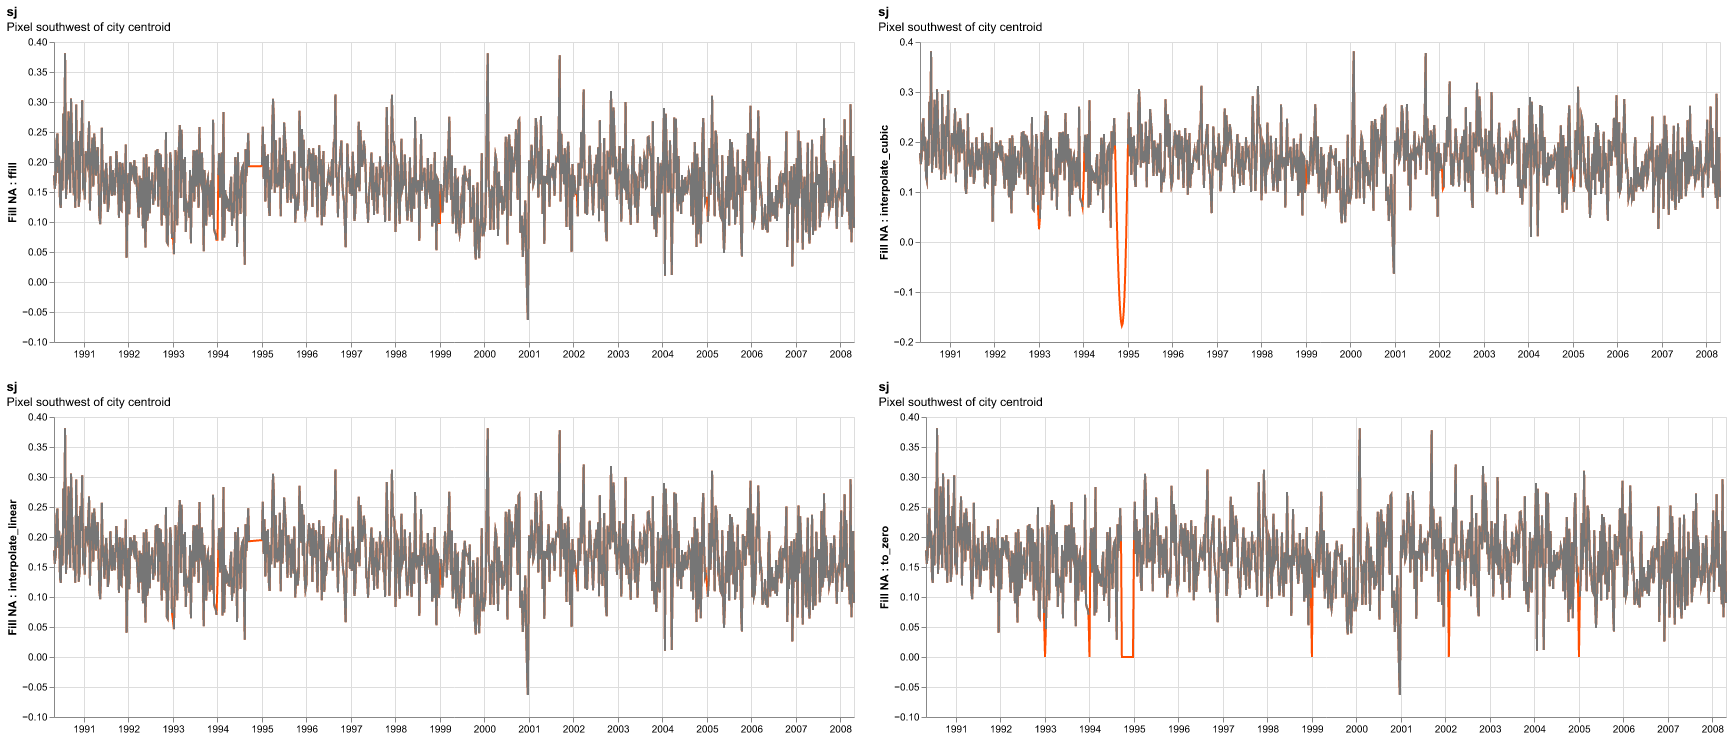 sj
Pixel southwest of city centroid
Fill NA : ffill
0.40
0.35
0.30
0.25
0.20
0.15
0.10
0.05
0.00
−0.05
−0.10
1991 1992 1993 1994 1995 1996 1997 1998 1999 2000 2001 2002 2003 2004 2005 2006 2007 2008
sj
Pixel southwest of city centroid
Fill NA : interpolate_cubic
0.4
0.3
0.2
0.1
0.0
−0.1
−0.2
1991 1992 1993 1994 1995 1996 1997 1998 1999 2000 2001 2002 2003 2004 2005 2006 2007 2008
sj
Pixel southwest of city centroid
Fill NA : interpolate_linear
0.40
0.35
0.30
0.25
0.20
0.15
0.10
0.05
0.00
−0.05
−0.10
1991 1992 1993 1994 1995 1996 1997 1998 1999 2000 2001 2002 2003 2004 2005 2006 2007 2008
sj
Pixel southwest of city centroid
Fill NA : to_zero
0.40
0.35
0.30
0.25
0.20
0.15
0.10
0.05
0.00
−0.05
−0.10
1991 1992 1993 1994 1995 1996 1997 1998 1999 2000 2001 2002 2003 2004 2005 2006 2007 2008